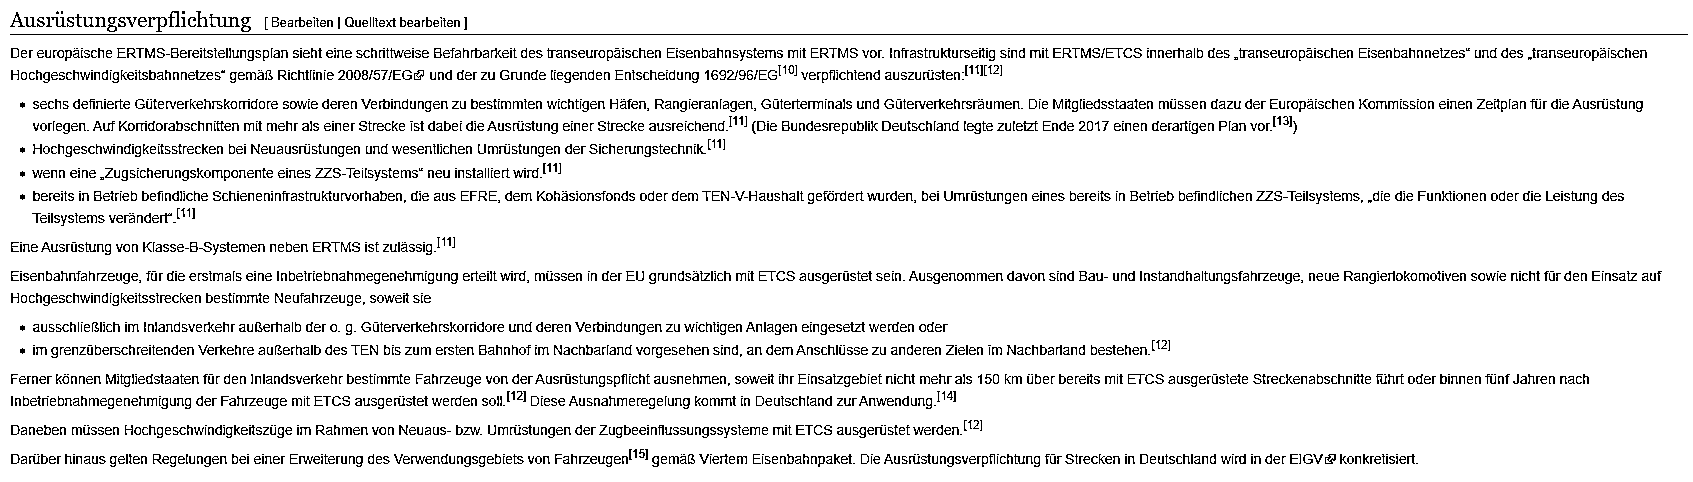 Ausrüstungsverpflichtung [ Bearbeiten | Quelltext bearbeiten ]
Der europäische ERTMS-Bereitstellungsplan sieht eine schrittweise Befahrbarkeit des transeuropäischen Eisenbahnsystems mit ERTMS vor. Infrastrukturseitig sind mit ERTMS/ETCS innerhalb des „transeuropäischen Eisenbahnnetzes“ und des „transeuropäischen
Hochgeschwindigkeitsbahnnetzes“ gemäß Richtlinie 2008/57/EG und der zu Grunde liegenden Entscheidung 1692/96/EG[10] verpflichtend auszurüsten:[11][12]
• sechs definierte Güterverkehrskorridore sowie deren Verbindungen zu bestimmten wichtigen Häfen, Rangieranlagen, Güterterminals und Güterverkehrsräumen. Die Mitgliedsstaaten müssen dazu der Europäischen Kommission einen Zeitplan für die Ausrüstung
vorlegen. Auf Korridorabschnitten mit mehr als einer Strecke ist dabei die Ausrüstung einer Strecke ausreichend.[11] (Die Bundesrepublik Deutschland legte zuletzt Ende 2017 einen derartigen Plan vor.[13])
• Hochgeschwindigkeitsstrecken bei Neuausrüstungen und wesentlichen Umrüstungen der Sicherungstechnik.[11]
• wenn eine „Zugsicherungskomponente eines ZZS-Teilsystems“ neu installiert wird.[11]
• bereits in Betrieb befindliche Schieneninfrastrukturvorhaben, die aus EFRE, dem Kohäsionsfonds oder dem TEN-V-Haushalt gefördert wurden, bei Umrüstungen eines bereits in Betrieb befindlichen ZZS-Teilsystems, „die die Funktionen oder die Leistung des
Teilsystems verändert“.[11]
Eine Ausrüstung von Klasse-B-Systemen neben ERTMS ist zulässig.[11]
Eisenbahnfahrzeuge, für die erstmals eine Inbetriebnahmegenehmigung erteilt wird, müssen in der EU grundsätzlich mit ETCS ausgerüstet sein. Ausgenommen davon sind Bau- und Instandhaltungsfahrzeuge, neue Rangierlokomotiven sowie nicht für den Einsatz auf
Hochgeschwindigkeitsstrecken bestimmte Neufahrzeuge, soweit sie
• ausschließlich im Inlandsverkehr außerhalb der o. g. Güterverkehrskorridore und deren Verbindungen zu wichtigen Anlagen eingesetzt werden oder
• im grenzüberschreitenden Verkehre außerhalb des TEN bis zum ersten Bahnhof im Nachbarland vorgesehen sind, an dem Anschlüsse zu anderen Zielen im Nachbarland bestehen.[12]
Ferner können Mitgliedstaaten für den Inlandsverkehr bestimmte Fahrzeuge von der Ausrüstungspflicht ausnehmen, soweit ihr Einsatzgebiet nicht mehr als 150 km über bereits mit ETCS ausgerüstete Streckenabschnitte führt oder binnen fünf Jahren nach
Inbetriebnahmegenehmigung der Fahrzeuge mit ETCS ausgerüstet werden soll.[12] Diese Ausnahmeregelung kommt in Deutschland zur Anwendung.[14]
Daneben müssen Hochgeschwindigkeitszüge im Rahmen von Neuaus- bzw. Umrüstungen der Zugbeeinflussungssysteme mit ETCS ausgerüstet werden.[12]
Darüber hinaus gelten Regelungen bei einer Erweiterung des Verwendungsgebiets von Fahrzeugen[15] gemäß Viertem Eisenbahnpaket. Die Ausrüstungsverpflichtung für Strecken in Deutschland wird in der EIGV konkretisiert.